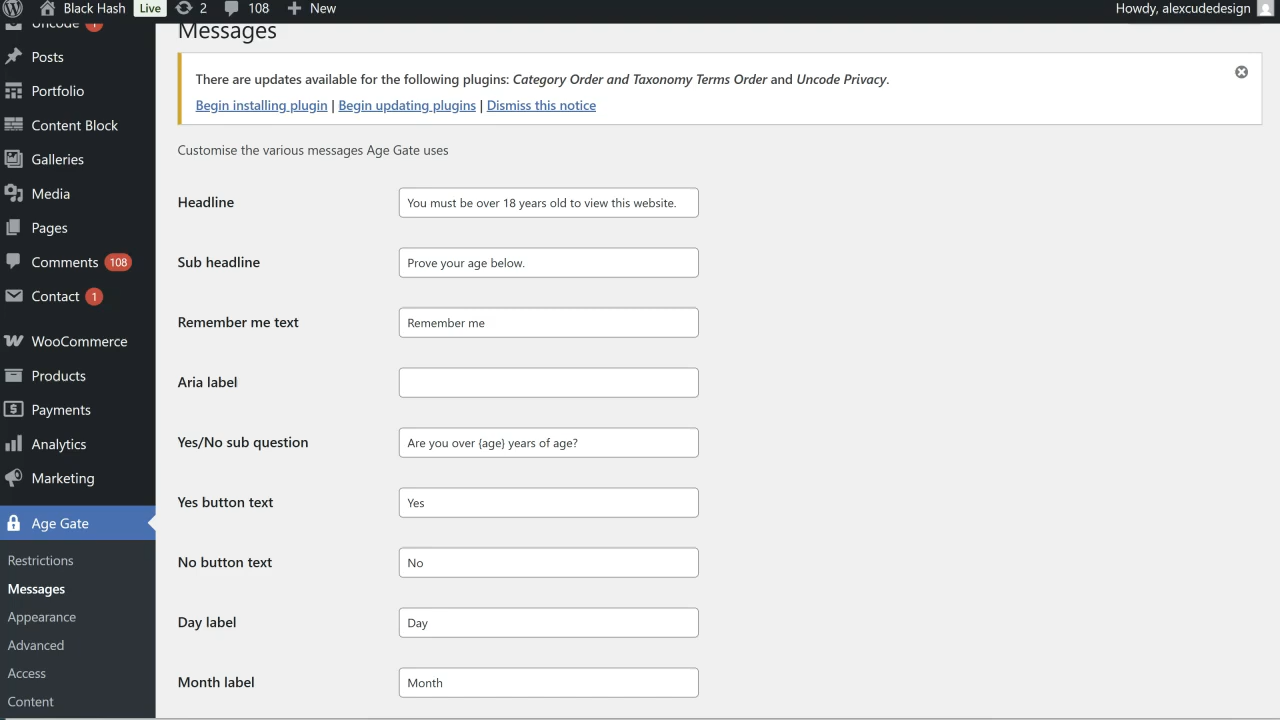 Black Hash Live 2 108 New Howdy, alexcudedesign
Uncode 1
Posts
Portfolio
Content Block
Galleries
Media
Pages
Comments 108
Contact 1
WooCommerce
Products
Payments
Analytics
Marketing
Age Gate
Restrictions
Messages
Appearance
Advanced
Access
Content
Messages
There are updates available for the following plugins: Category Order and Taxonomy Terms Order and Uncode Privacy.
Begin installing plugin | Begin updating plugins | Dismiss this notice
Customise the various messages Age Gate uses
Headline You must be over 18 years old to view this website.
Sub headline Prove your age below.
Remember me text Remember me
Aria label
Yes/No sub question Are you over {age} years of age?
Yes button text Yes
No button text No
Day label Day
Month label Month